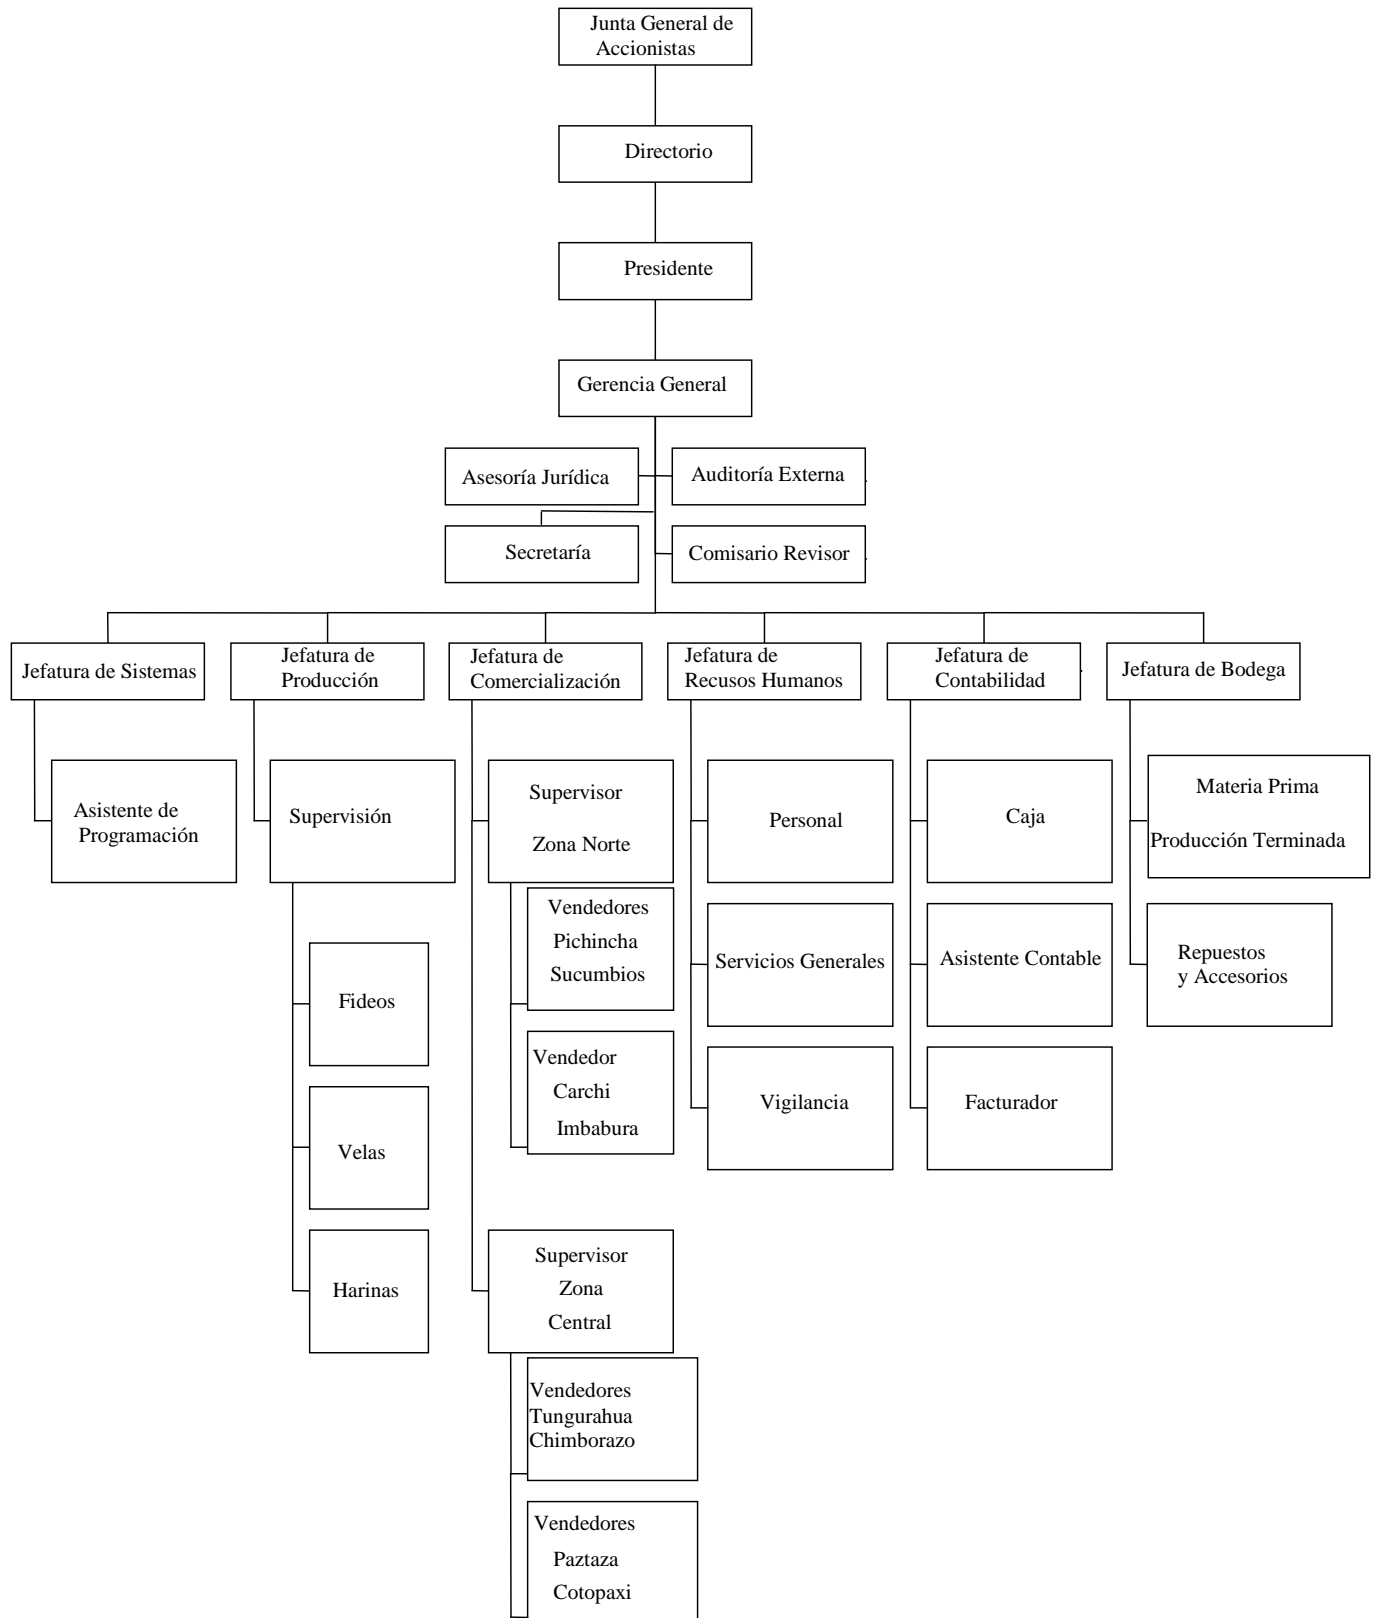 Junta General de
Accionistas
Directorio
Presidente
Gerencia General
Asesoría Jurídica
Auditoría Externa
Secretaría
Comisario Revisor
Jefatura de Sistemas
Jefatura de
Producción
Jefatura de
Comercialización
Jefatura de
Recusos Humanos
Jefatura de
Contabilidad
Jefatura de Bodega
Asistente de
Programación
Supervisión
Fideos
Velas
Harinas
Supervisor
Zona Norte
Vendedores
Pichincha
Sucumbios
Vendedor
Carchi
Imbabura
Supervisor
Zona
Central
Vendedores
Tungurahua
Chimborazo
Vendedores
Paztaza
Cotopaxi
Personal
Servicios Generales
Vigilancia
Caja
Asistente Contable
Facturador
Materia Prima
Producción Terminada
Repuestos
y Accesorios